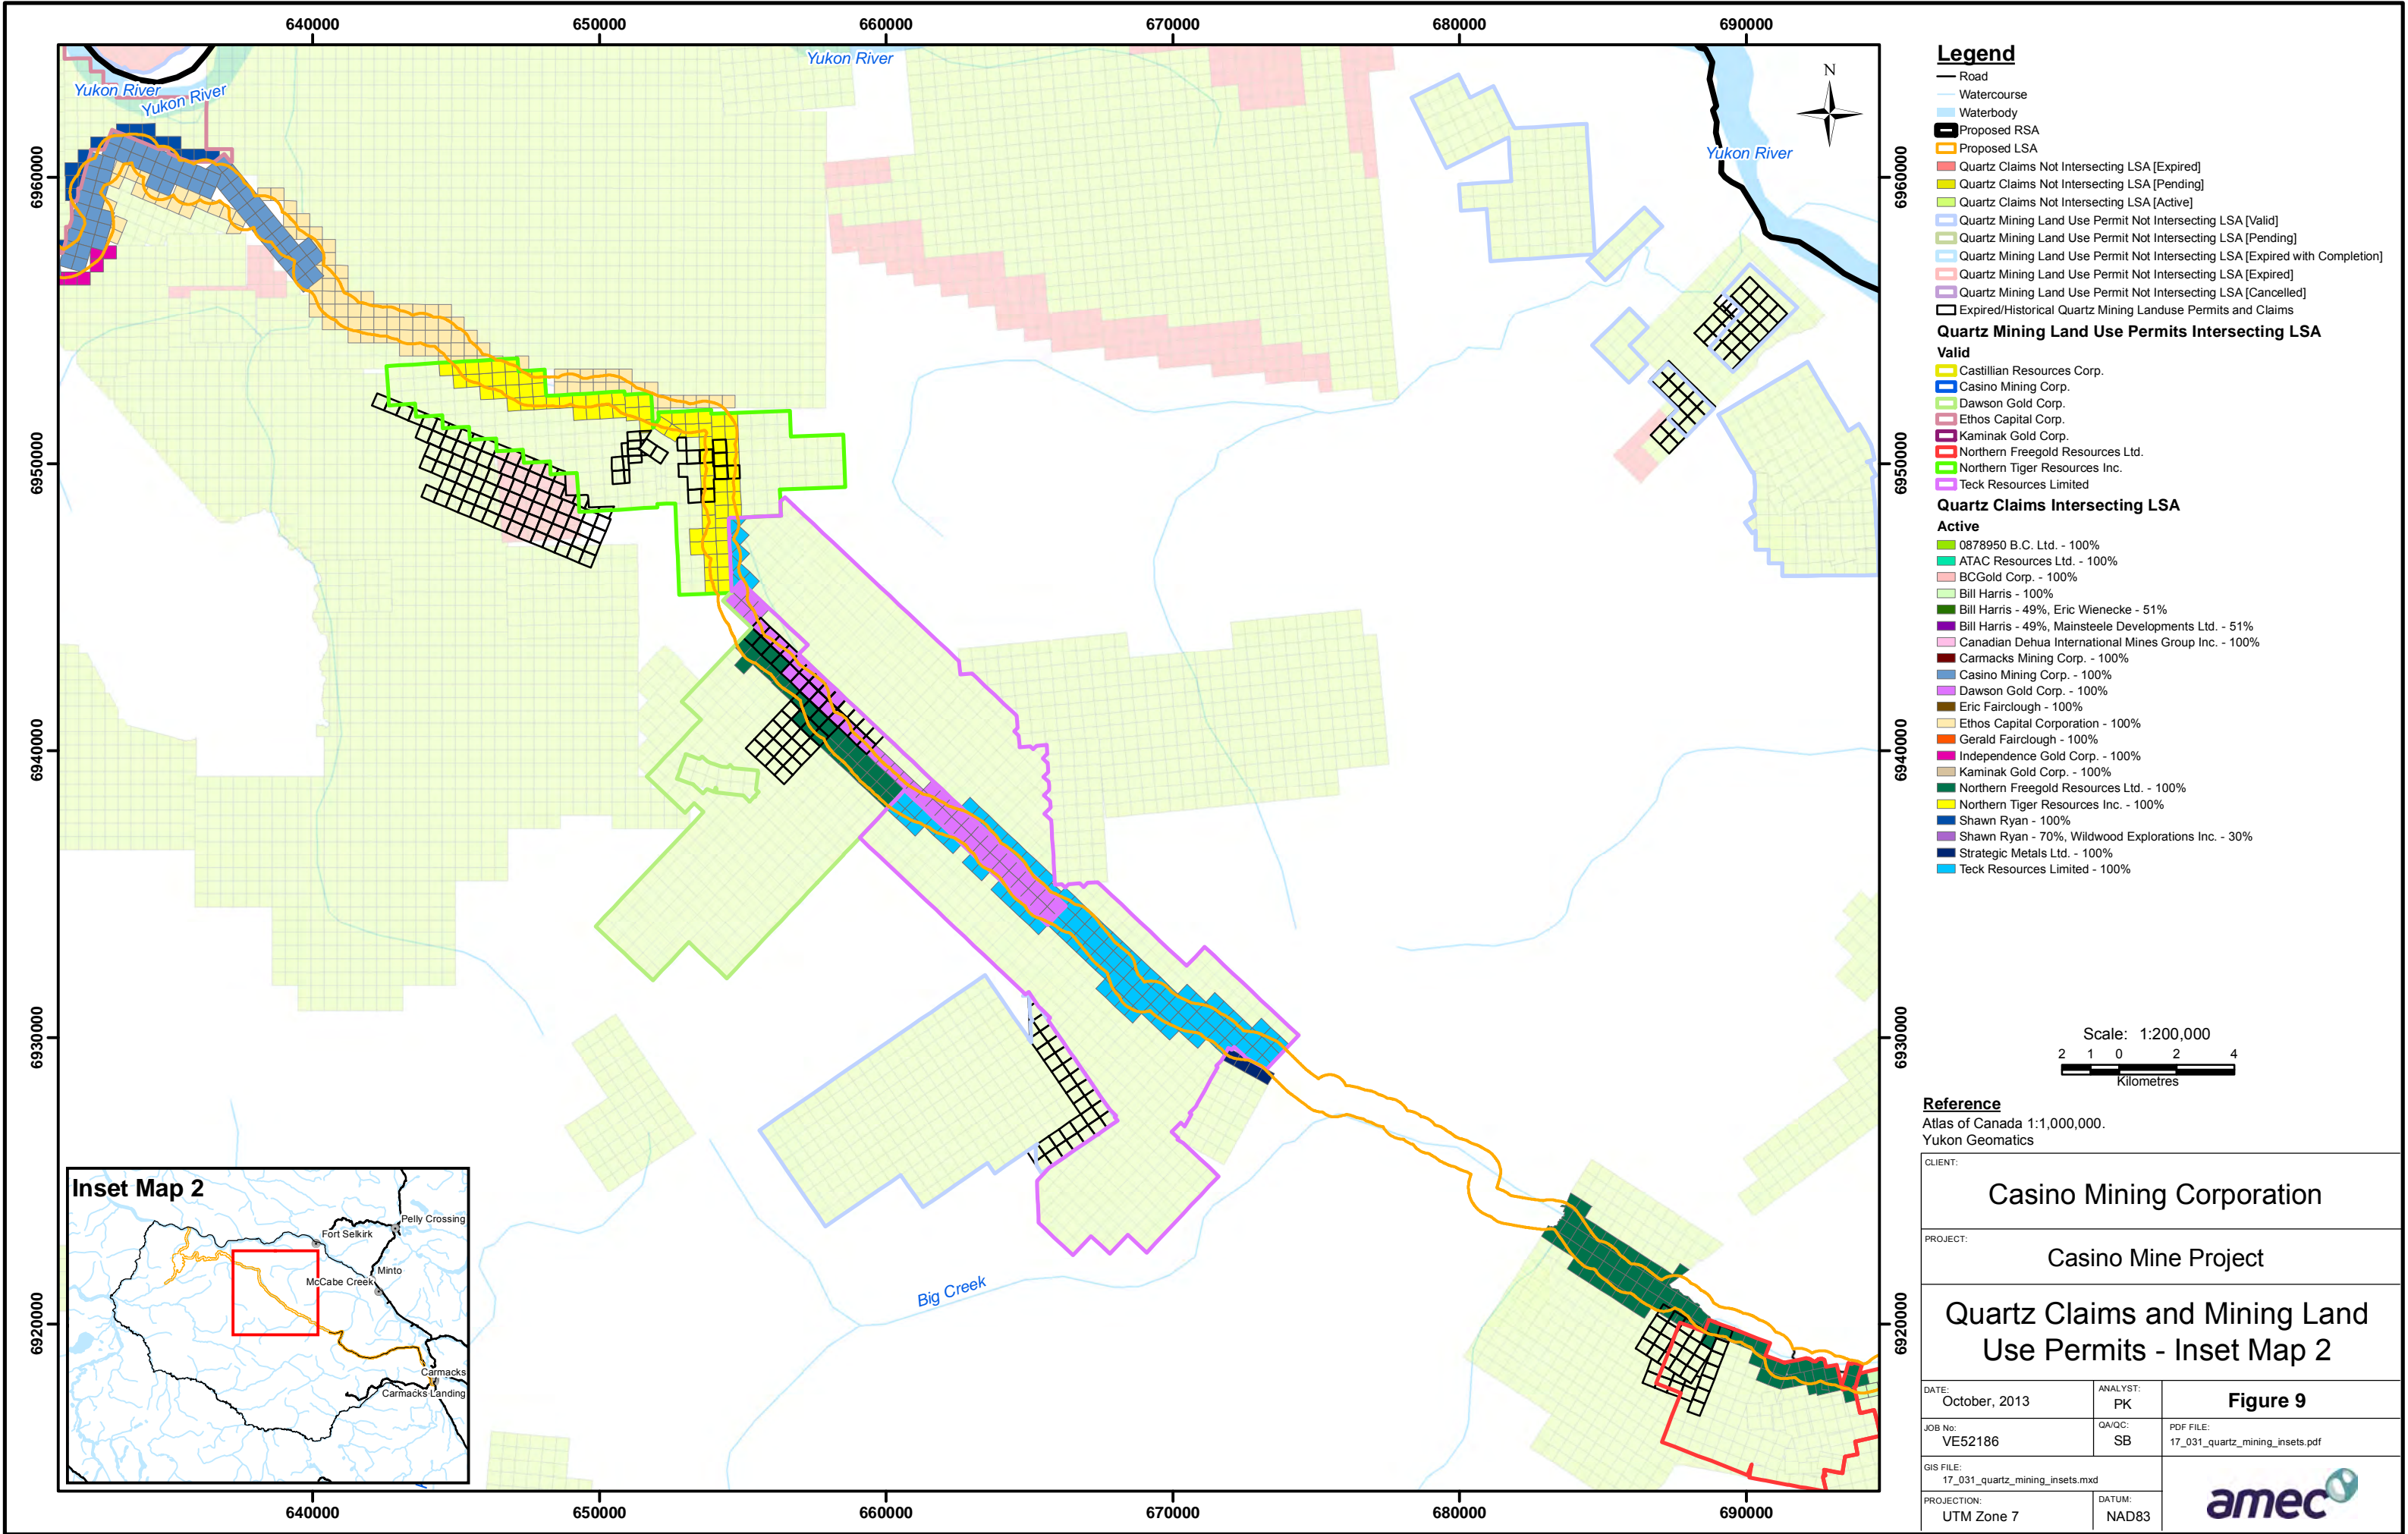 640000 650000 660000 670000 680000 690000
Yukon River
Yukon River
Yukon River
Yukon River
N
6960000
6950000
6940000
6930000
6920000
6960000
6950000
6940000
6930000
6920000
Big Creek
640000 650000 660000 670000 680000 690000
Inset Map 2
Pelly Crossing
Fort Selkirk
Minto
McCabe Creek
Carmacks
Carmacks Landing
Legend
Road
Watercourse
Waterbody
Proposed RSA
Proposed LSA
Quartz Claims Not Intersecting LSA [Expired]
Quartz Claims Not Intersecting LSA [Pending]
Quartz Claims Not Intersecting LSA [Active]
Quartz Mining Land Use Permit Not Intersecting LSA [Valid]
Quartz Mining Land Use Permit Not Intersecting LSA [Pending]
Quartz Mining Land Use Permit Not Intersecting LSA [Expired with Completion]
Quartz Mining Land Use Permit Not Intersecting LSA [Expired]
Quartz Mining Land Use Permit Not Intersecting LSA [Cancelled]
Expired/Historical Quartz Mining Landuse Permits and Claims
Quartz Mining Land Use Permits Intersecting LSA
Valid
Castillian Resources Corp.
Casino Mining Corp.
Dawson Gold Corp.
Ethos Capital Corp.
Kaminak Gold Corp.
Northern Freegold Resources Ltd.
Northern Tiger Resources Inc.
Teck Resources Limited
Quartz Claims Intersecting LSA
Active
0878950 B.C. Ltd. - 100%
ATAC Resources Ltd. - 100%
BCGold Corp. - 100%
Bill Harris - 100%
Bill Harris - 49%, Eric Wienecke - 51%
Bill Harris - 49%, Mainsteele Developments Ltd. - 51%
Canadian Dehua International Mines Group Inc. - 100%
Carmacks Mining Corp. - 100%
Casino Mining Corp. - 100%
Dawson Gold Corp. - 100%
Eric Fairclough - 100%
Ethos Capital Corporation - 100%
Gerald Fairclough - 100%
Independence Gold Corp. - 100%
Kaminak Gold Corp. - 100%
Northern Freegold Resources Ltd. - 100%
Northern Tiger Resources Inc. - 100%
Shawn Ryan - 100%
Shawn Ryan - 70%, Wildwood Explorations Inc. - 30%
Strategic Metals Ltd. - 100%
Teck Resources Limited - 100%
Scale: 1:200,000
2 1 0 2 4
Kilometres
Reference
Atlas of Canada 1:1,000,000.
Yukon Geomatics
CLIENT:
Casino Mining Corporation
PROJECT:
Casino Mine Project
Quartz Claims and Mining Land
Use Permits - Inset Map 2
DATE:
October, 2013
ANALYST:
PK
Figure 9
JOB No:
VE52186
QA/QC:
SB
PDF FILE:
17_031_quartz_mining_insets.pdf
GIS FILE:
17_031_quartz_mining_insets.mxd
PROJECTION:
UTM Zone 7
DATUM:
NAD83
amec